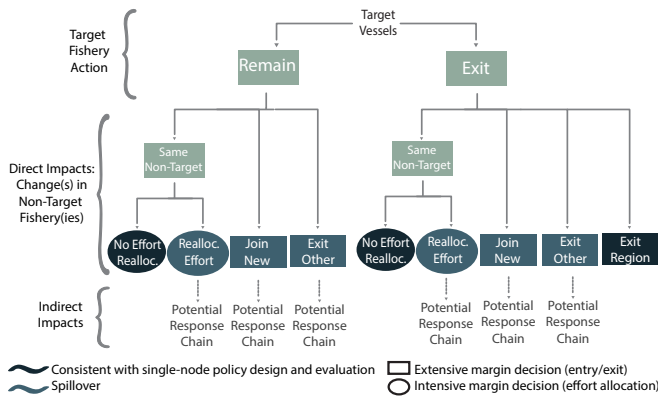 Target
Fishery
Action
Target
Vessels
Remain
Exit
Direct Impacts:
Change(s) in
Non-Target
Fishery(ies)
Same
Non-Target
Same
Non-Target
No Effort
Realloc.
Realloc.
Effort
Join
New
Exit
Other
No Effort
Realloc.
Realloc.
Effort
Join
New
Exit
Other
Exit
Region
Indirect
Impacts
Potential
Response
Chain
Potential
Response
Chain
Potential
Response
Chain
Potential
Response
Chain
Potential
Response
Chain
Potential
Response
Chain
Consistent with single-node policy design and evaluation
Spillover
Extensive margin decision (entry/exit)
Intensive margin decision (effort allocation)